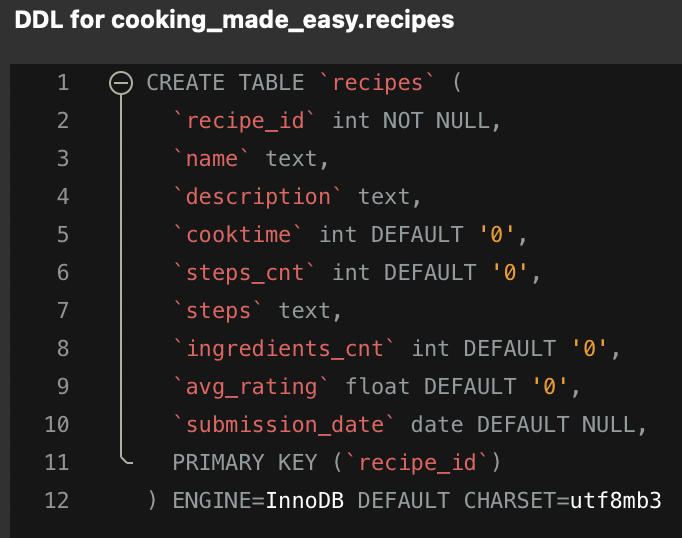 DDL for cooking_made_easy.recipes
1 CREATE TABLE `recipes` (
2 `recipe_id` int NOT NULL,
3 `name` text,
4 `description` text,
5 `cooktime` int DEFAULT '0',
6 `steps_cnt` int DEFAULT '0',
7 `steps` text,
8 `ingredients_cnt` int DEFAULT '0',
9 `avg_rating` float DEFAULT '0',
10 `submission_date` date DEFAULT NULL,
11 PRIMARY KEY (`recipe_id`)
12 ) ENGINE=InnoDB DEFAULT CHARSET=utf8mb3